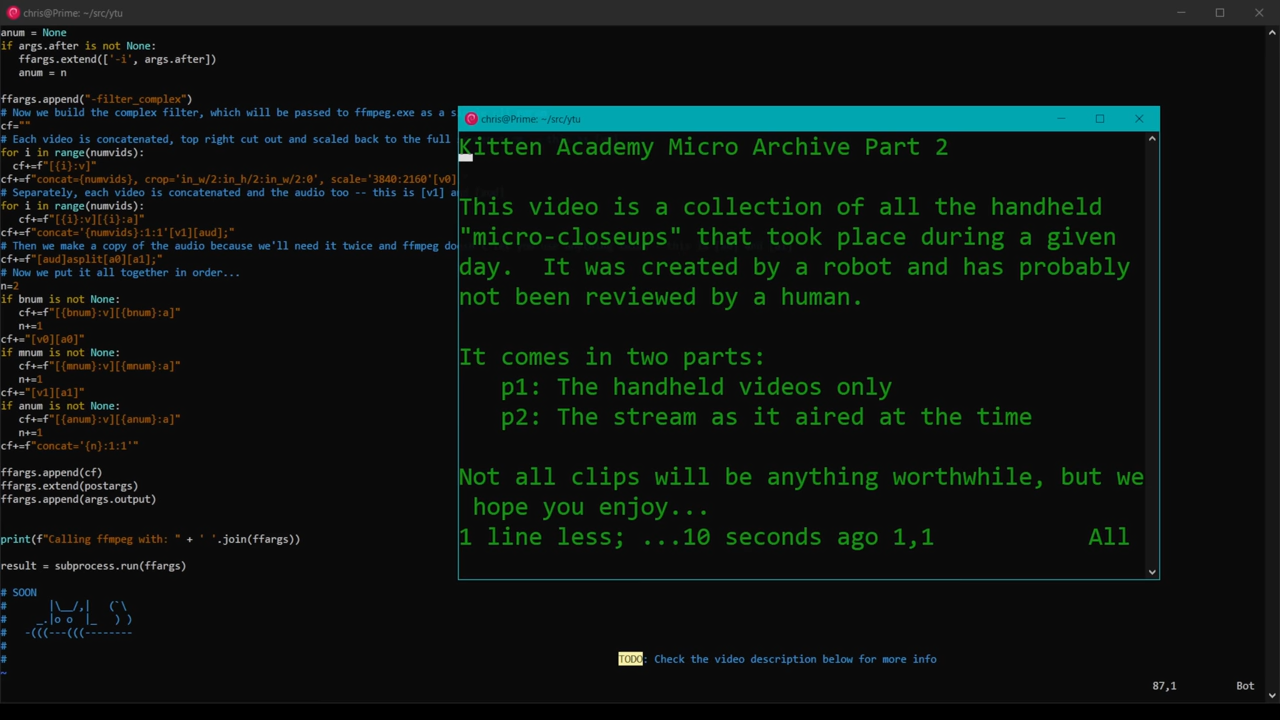 chris@Prime: ~/src/ytu
anum = None
if args.after is not None:
   ffargs.extend(['-i', args.after])
   anum = n
ffargs.append("-filter_complex")
# Now we build the complex filter, which will be passed to ffmpeg.exe as a s
cf=""
# Each video is concatenated, top right cut out and scaled back to the full
for i in range(numvids):
  cf+=f"[{i}:v]"
cf+=f"concat={numvids}, crop='in_w/2:in_h/2:in_w/2:0', scale='3840:2160'[v0]
# Separately, each video is concatenated and the audio too -- this is [v1] a
for i in range(numvids):
   cf+=f"[{i}:v][{i}:a]"
cf+=f"concat='{numvids}:1:1'[v1][aud];"
# Then we make a copy of the audio because we'll need it twice and ffmpeg do
cf+="[aud]asplit[a0][a1];"
# Now we put it all together in order...
n=2
if bnum is not None:
   cf+=f"[{bnum}:v][{bnum}:a]"
   n+=1
cf+="[v0][a0]"
if mnum is not None:
   cf+=f"[{mnum}:v][{mnum}:a]"
   n+=1
cf+="[v1][a1]"
if anum is not None:
   cf+=f"[{anum}:v][{anum}:a]"
   n+=1
cf+=f"concat='{n}:1:1'"
ffargs.append(cf)
ffargs.extend(postargs)
ffargs.append(args.output)
print(f"Calling ffmpeg with: " + ' '.join(ffargs))
result = subprocess.run(ffargs)
# SOON
#       |\__/,|   (`\
#     _.|o o  |_   ) )
#   -(((---(((--------
#
#
~
chris@Prime: ~/src/ytu
Kitten Academy Micro Archive Part 2
This video is a collection of all the handheld
"micro-closeups" that took place during a given
day.  It was created by a robot and has probably
not been reviewed by a human.
It comes in two parts:
   p1: The handheld videos only
   p2: The stream as it aired at the time
Not all clips will be anything worthwhile, but we
 hope you enjoy...
1 line less; ...10 seconds ago 1,1           All
TODO: Check the video description below for more info
87,1          Bot